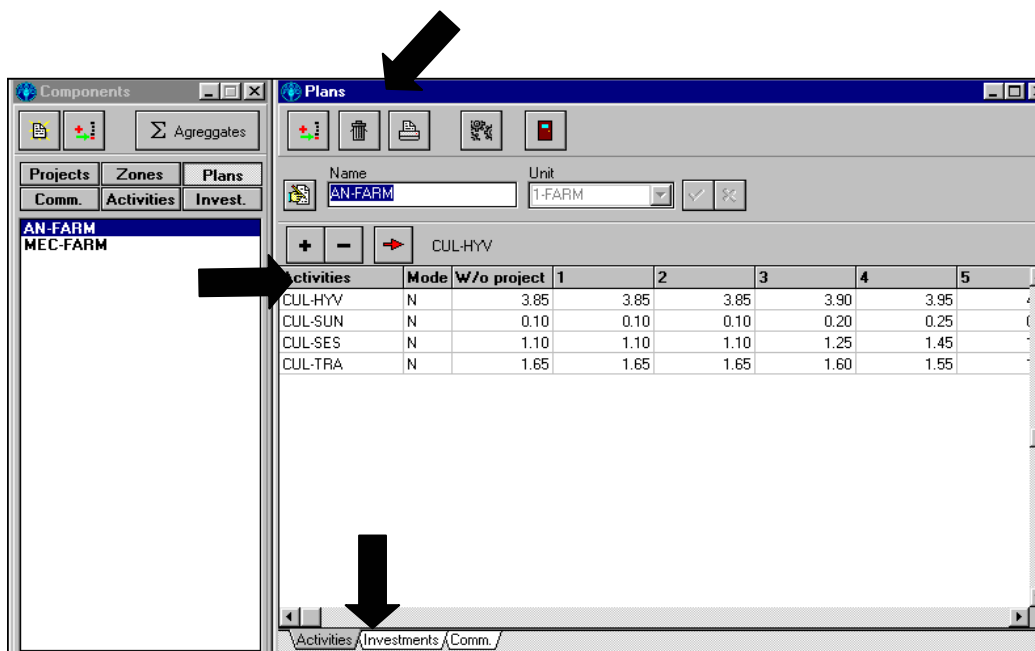 Components
Plans
Σ Agreggates
Projects Zones Plans
Comm. Activities Invest.
Name Unit
AN-FARM 1-FARM
AN-FARM
MEC-FARM
+ - CUL-HYV
Activities Mode W/o project 1 2 3 4 5
CUL-HYV N 3.85 3.85 3.85 3.90 3.95
CUL-SUN N 0.10 0.10 0.10 0.20 0.25
CUL-SES N 1.10 1.10 1.10 1.25 1.45
CUL-TRA N 1.65 1.65 1.65 1.60 1.55
Activities Investments Comm.